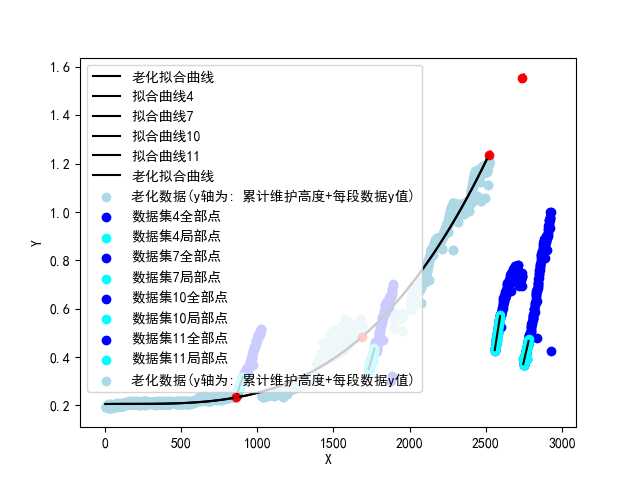 1.6
1.4
1.2
1.0
0.8
0.6
0.4
0.2
Y
0
500
1000
1500
2000
2500
3000
X
老化拟合曲线
拟合曲线4
拟合曲线7
拟合曲线10
拟合曲线11
老化拟合曲线
老化数据(y轴为: 累计维护高度+每段数据y值)
数据集4全部点
数据集4局部点
数据集7全部点
数据集7局部点
数据集10全部点
数据集10局部点
数据集11全部点
数据集11局部点
老化数据(y轴为: 累计维护高度+每段数据y值)